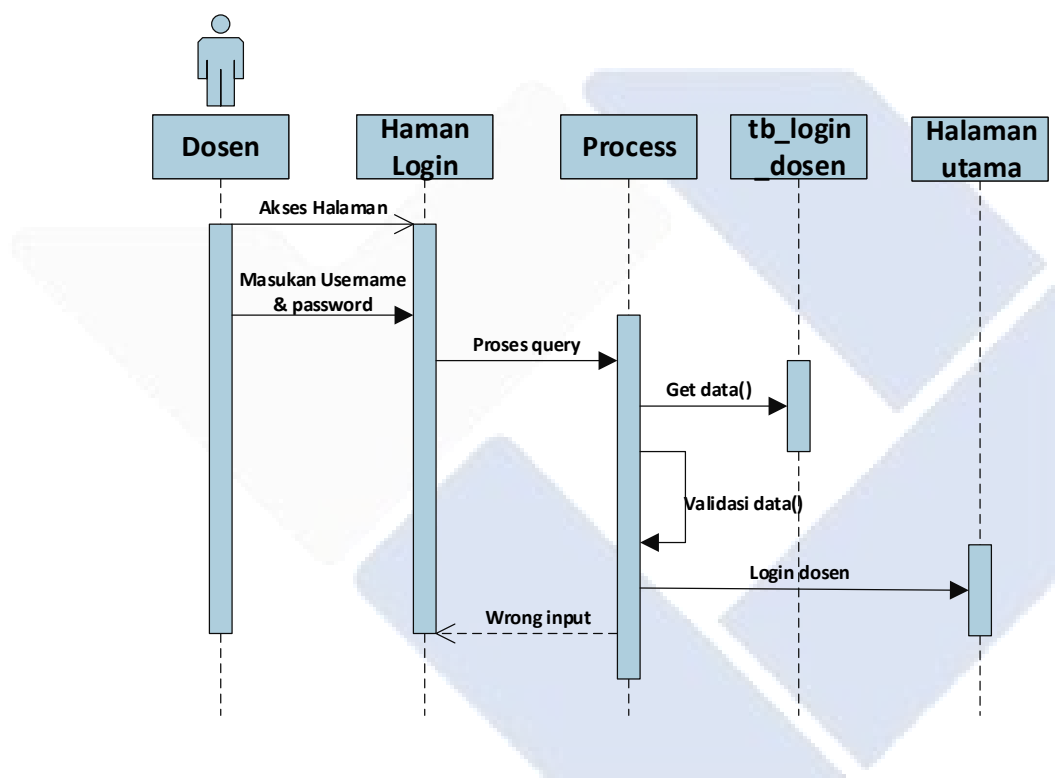 Dosen
Haman
Login
Process
tb_login
_dosen
Halaman
utama
Akses Halaman
Masukan Username
& password
Proses query
Get data()
Validasi data()
Login dosen
Wrong input